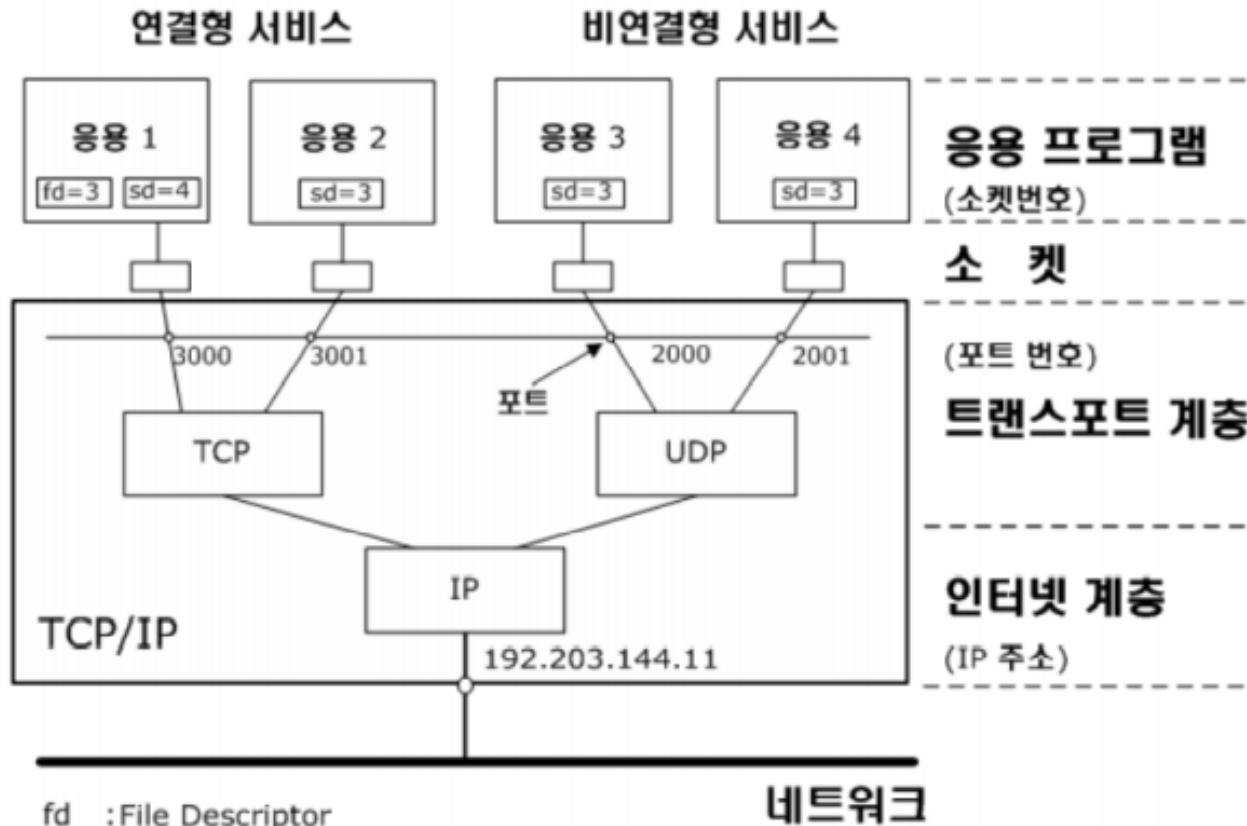 연결형 서비스 비연결형 서비스
응용 1 응용 2 응용 3 응용 4
fd=3 sd=4 sd=3 sd=3 sd=3
응용 프로그램
(소켓번호)
소 켓
3000 3001 2000 2001
(포트 번호)
포트
트랜스포트 계층
TCP UDP
IP
인터넷 계층
TCP/IP
192.203.144.11
(IP 주소)
네트워크
fd :File Descriptor